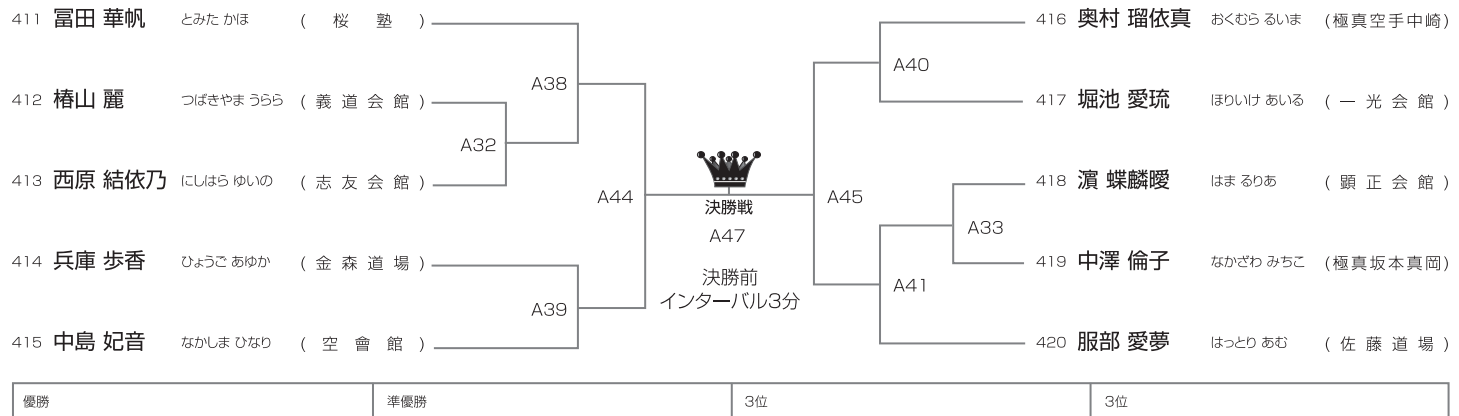 411 冨田 華帆 とみた かほ (桜塾)
A38
412 椿山 麗 つばきやま うらら (義道会館)
A32
413 西原 結依乃 にしはら ゆいの (志友会館)
A44
414 兵庫 歩香 ひょうご あゆか (金森道場)
A39
415 中島 妃音 なかしま ひなり (空會館)
決勝戦
A47
決勝前
インターバル3分
416 奥村 瑠依真 おくむら るいま (極真空手中崎)
A40
417 堀池 愛琉 ほりいけ あいる (一光会館)
A45
418 濵 蝶麟曖 はま るりあ (顕正会館)
A33
419 中澤 倫子 なかざわ みちこ (極真坂本真岡)
A41
420 服部 愛夢 はっとり あむ (佐藤道場)
優勝
準優勝
3位
3位